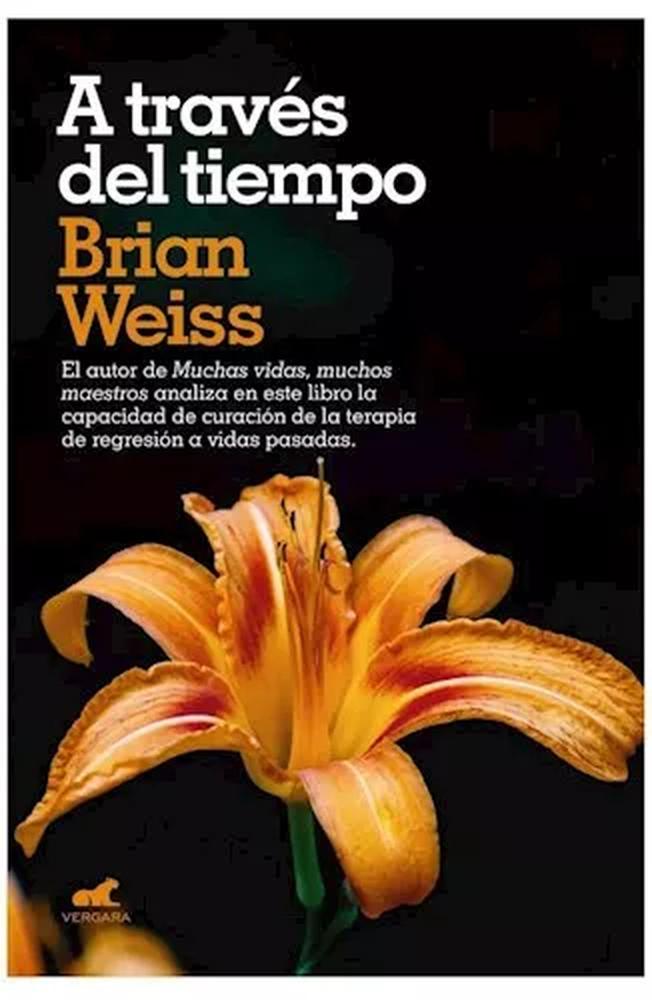 A través
del tiempo
Brian
Weiss
El autor de Muchas vidas, muchos
maestros analiza en este libro la
capacidad de curación de la terapia
de regresión a vidas pasadas.
VERGARA